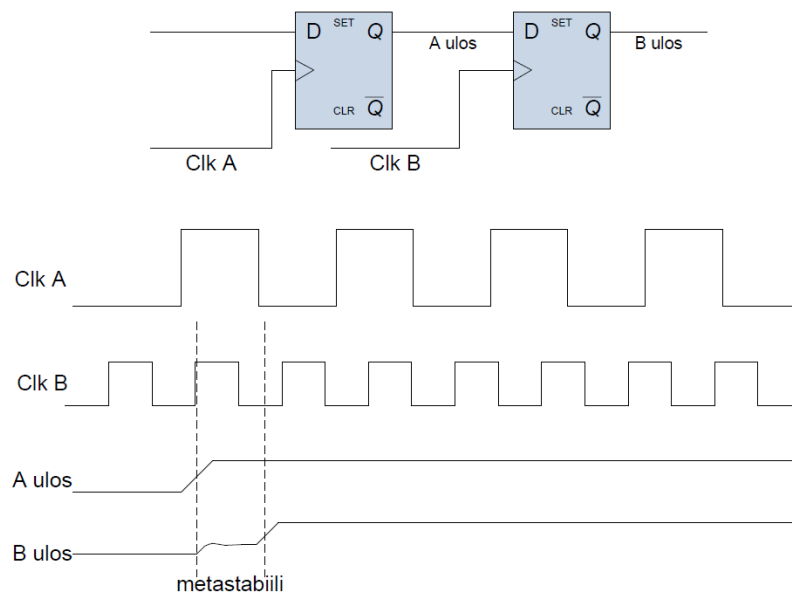 D SET Q
A ulos
D SET Q
B ulos
CLR Q
CLR Q
Clk A
Clk B
Clk A
Clk B
A ulos
B ulos
metastabiili